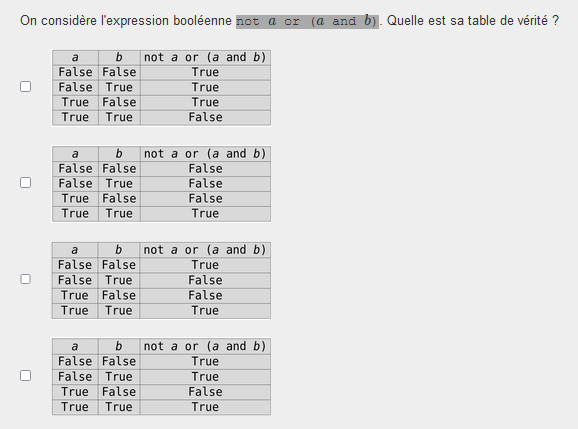 On considère l'expression booléenne not a or (a and b). Quelle est sa table de vérité ?
a b not a or (a and b)
False False True
False True True
True False True
True True False
a b not a or (a and b)
False False False
False True False
True False False
True True True
a b not a or (a and b)
False False True
False True False
True False False
True True True
a b not a or (a and b)
False False True
False True True
True False False
True True True